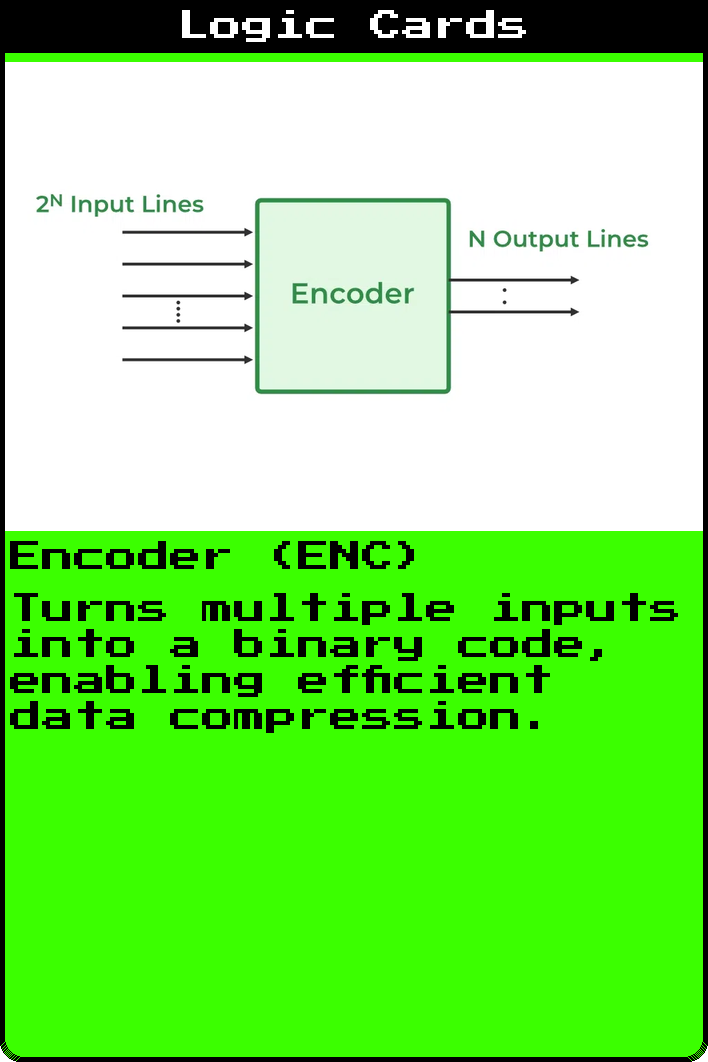 Logic Cards
2ᴺ Input Lines
N Output Lines
Encoder
Encoder (ENC)
Turns multiple inputs
into a binary code,
enabling efficient
data compression.